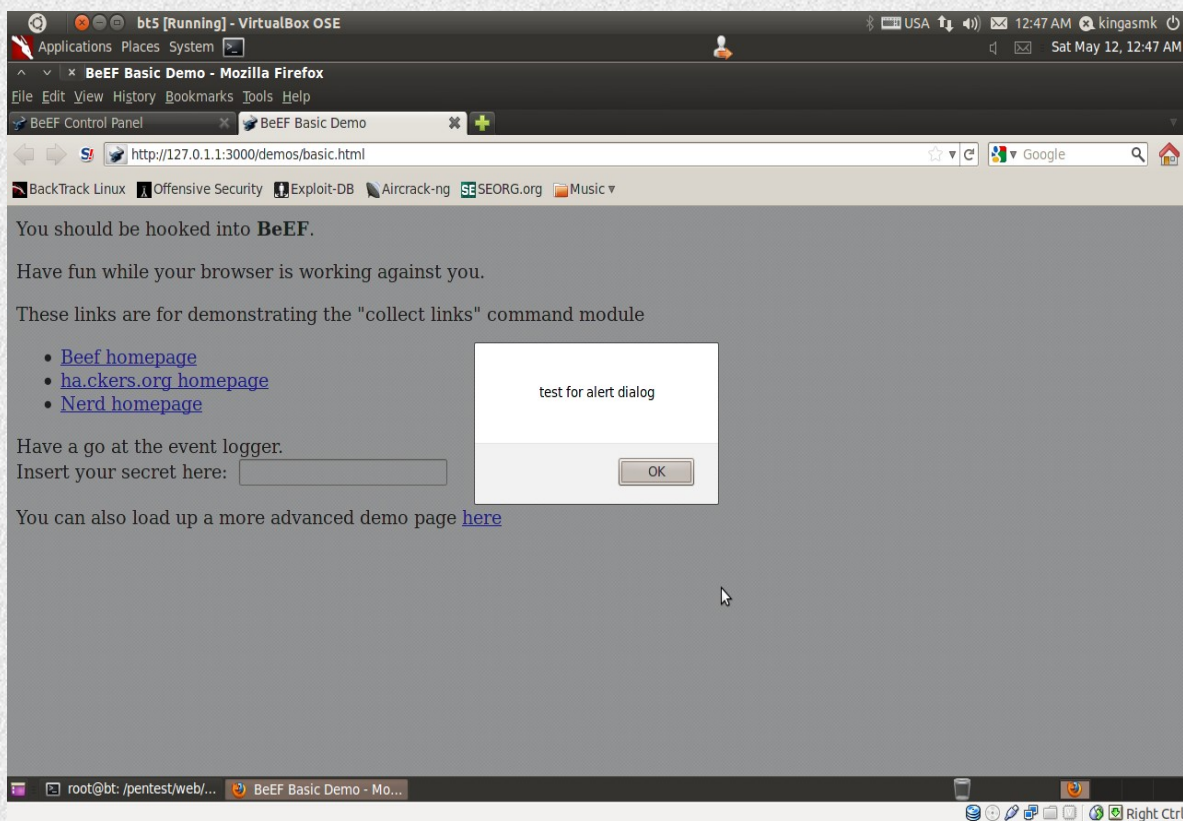 bt5 [Running] - VirtualBox OSE USA 12:47 AM kingasmk
Applications Places System Sat May 12, 12:47 AM
BeEF Basic Demo - Mozilla Firefox
File Edit View History Bookmarks Tools Help
BeEF Control Panel BeEF Basic Demo
S! http://127.0.1.1:3000/demos/basic.html Google
BackTrack Linux Offensive Security Exploit-DB Aircrack-ng SE SEORG.org Music
You should be hooked into BeEF.
Have fun while your browser is working against you.
These links are for demonstrating the "collect links" command module
• Beef homepage
• ha.ckers.org homepage
• Nerd homepage
test for alert dialog
OK
Have a go at the event logger.
Insert your secret here:
You can also load up a more advanced demo page here
root@bt: /pentest/web/... BeEF Basic Demo - Mo...
Right Ctrl